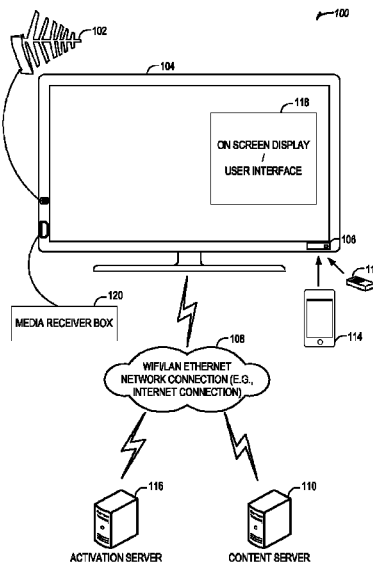 100
102
104
118
ON SCREEN DISPLAY
/
USER INTERFACE
106
120
MEDIA RECEIVER BOX
114
108
WIFI/LAN ETHERNET
NETWORK CONNECTION (E.G.,
INTERNET CONNECTION)
116
110
ACTIVATION SERVER
CONTENT SERVER